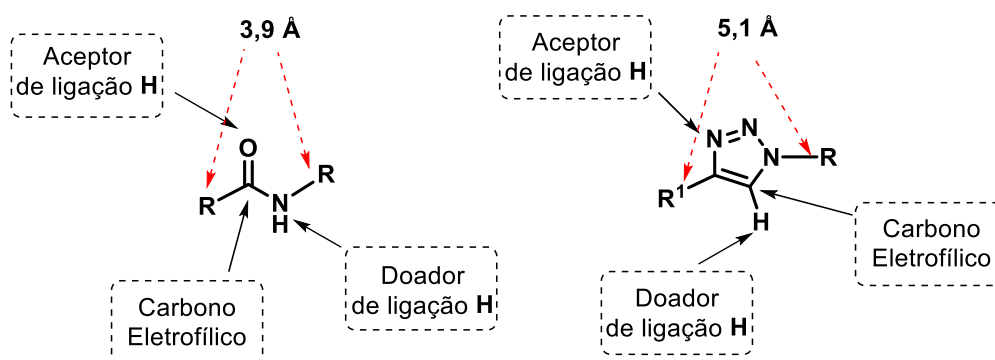 3,9 Å
Aceptor
de ligação H
O
R
R
N
H
Carbono
Eletrofílico
Doador
de ligação H
5,1 Å
Aceptor
de ligação H
N
N
N
R
R¹
H
Carbono
Eletrofílico
Doador
de ligação H